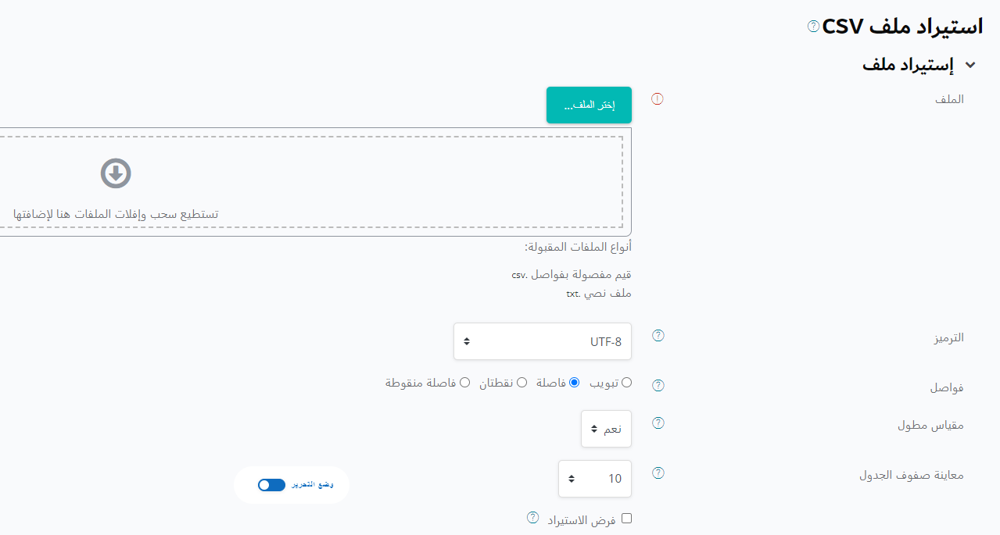 استيراد ملف CSV
إستيراد ملف
الملف
إختر الملف...
تستطيع سحب وإفلات الملفات هنا لإضافتها
أنواع الملفات المقبولة:
قيم مفصولة بفواصل .csv
ملف نصي .txt
الترميز
UTF-8
فواصل
تبويب فاصلة نقطتان فاصلة منقوطة
مقياس مطول
نعم
معاينة صفوف الجدول
10
وضع التحرير
فرض الاستيراد